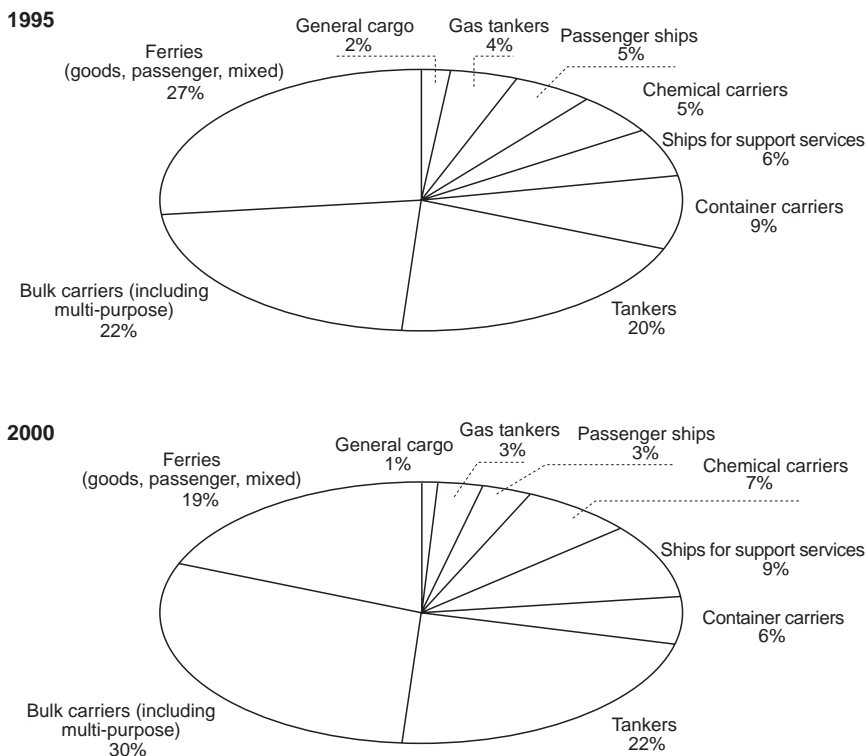 1995
Ferries
(goods, passenger, mixed)
27%
General cargo
2%
Gas tankers
4%
Passenger ships
5%
Chemical carriers
5%
Ships for support services
6%
Container carriers
9%
Tankers
20%
Bulk carriers (including
multi-purpose)
22%
2000
Ferries
(goods, passenger, mixed)
19%
General cargo
1%
Gas tankers
3%
Passenger ships
3%
Chemical carriers
7%
Ships for support services
9%
Container carriers
6%
Tankers
22%
Bulk carriers (including
multi-purpose)
30%